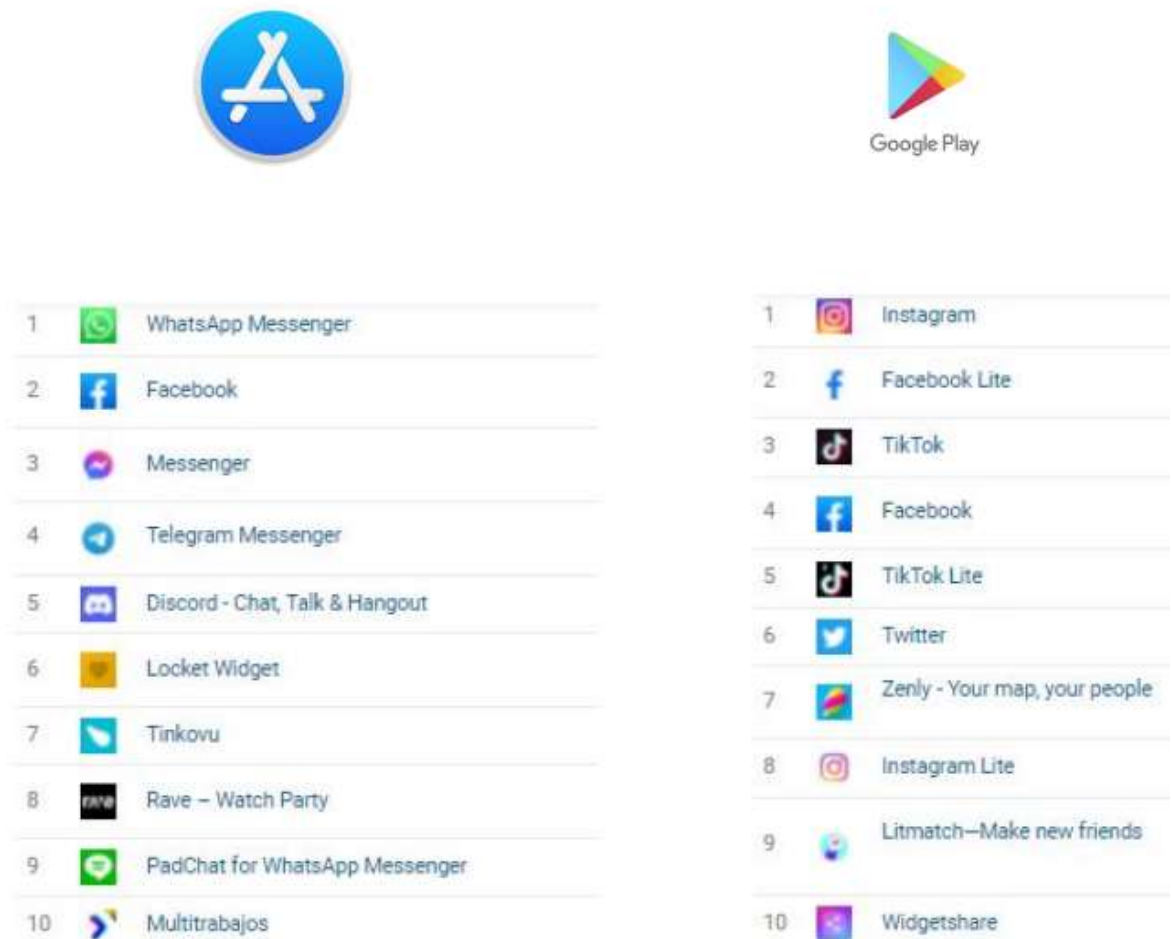 Google Play
1 WhatsApp Messenger
2 Facebook
3 Messenger
4 Telegram Messenger
5 Discord - Chat, Talk & Hangout
6 Locket Widget
7 Tinkovu
8 Rave – Watch Party
9 PadChat for WhatsApp Messenger
10 Multitrabajos
1 Instagram
2 Facebook Lite
3 TikTok
4 Facebook
5 TikTok Lite
6 Twitter
7 Zenly - Your map, your people
8 Instagram Lite
9 Litmatch—Make new friends
10 Widgetshare